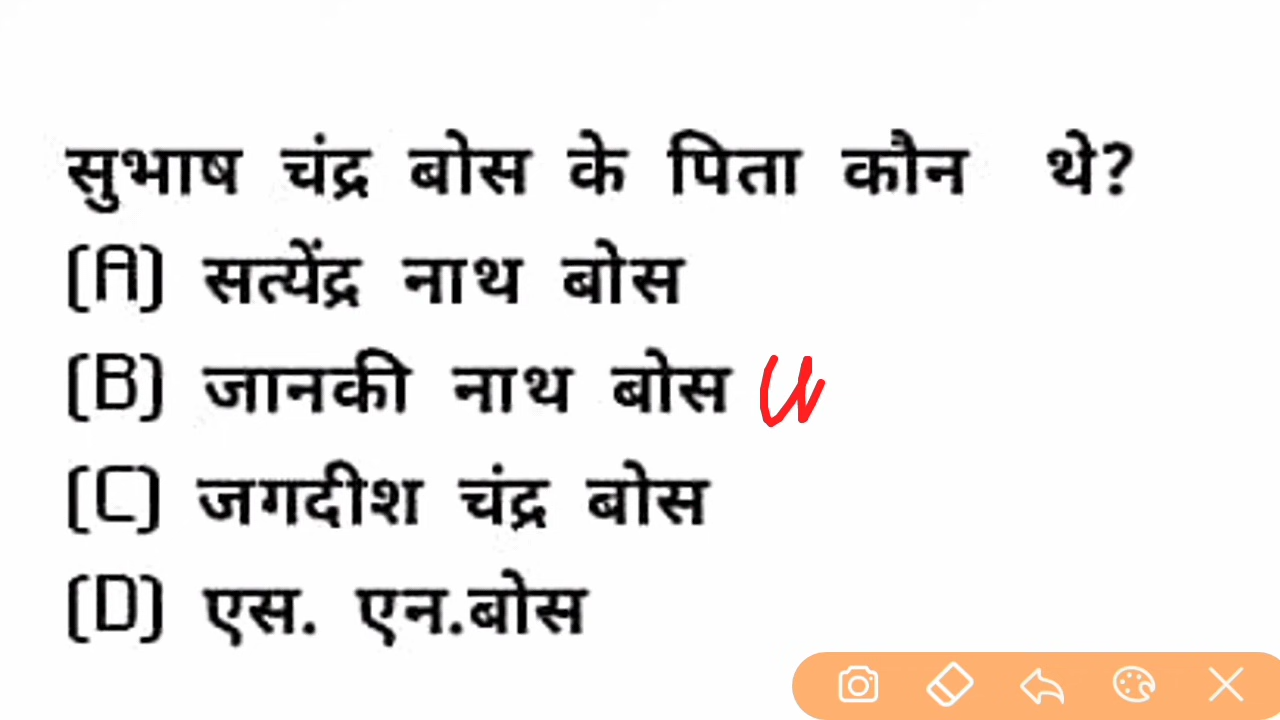 सुभाष चंद्र बोस के पिता कौन थे?
(A) सत्येंद्र नाथ बोस
(B) जानकी नाथ बोस
(C) जगदीश चंद्र बोस
(D) एस. एन.बोस